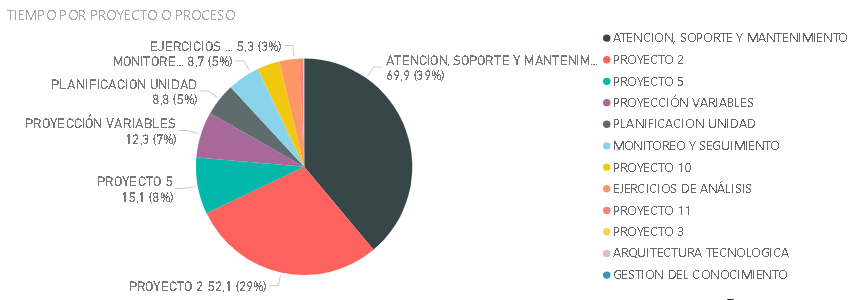 TIEMPO POR PROYECTO O PROCESO
EJERCICIOS ... 5,3 (3%)
MONITORE... 8,7 (5%)
PLANIFICACION UNIDAD
8,8 (5%)
PROYECCIÓN VARIABLES
12,3 (7%)
PROYECTO 5
15,1 (8%)
PROYECTO 2 52,1 (29%)
ATENCION, SOPORTE Y MANTENIM...
69,9 (39%)
ATENCION, SOPORTE Y MANTENIMIENTO
PROYECTO 2
PROYECTO 5
PROYECCIÓN VARIABLES
PLANIFICACION UNIDAD
MONITOREO Y SEGUIMIENTO
PROYECTO 10
EJERCICIOS DE ANÁLISIS
PROYECTO 11
PROYECTO 3
ARQUITECTURA TECNOLOGICA
GESTION DEL CONOCIMIENTO